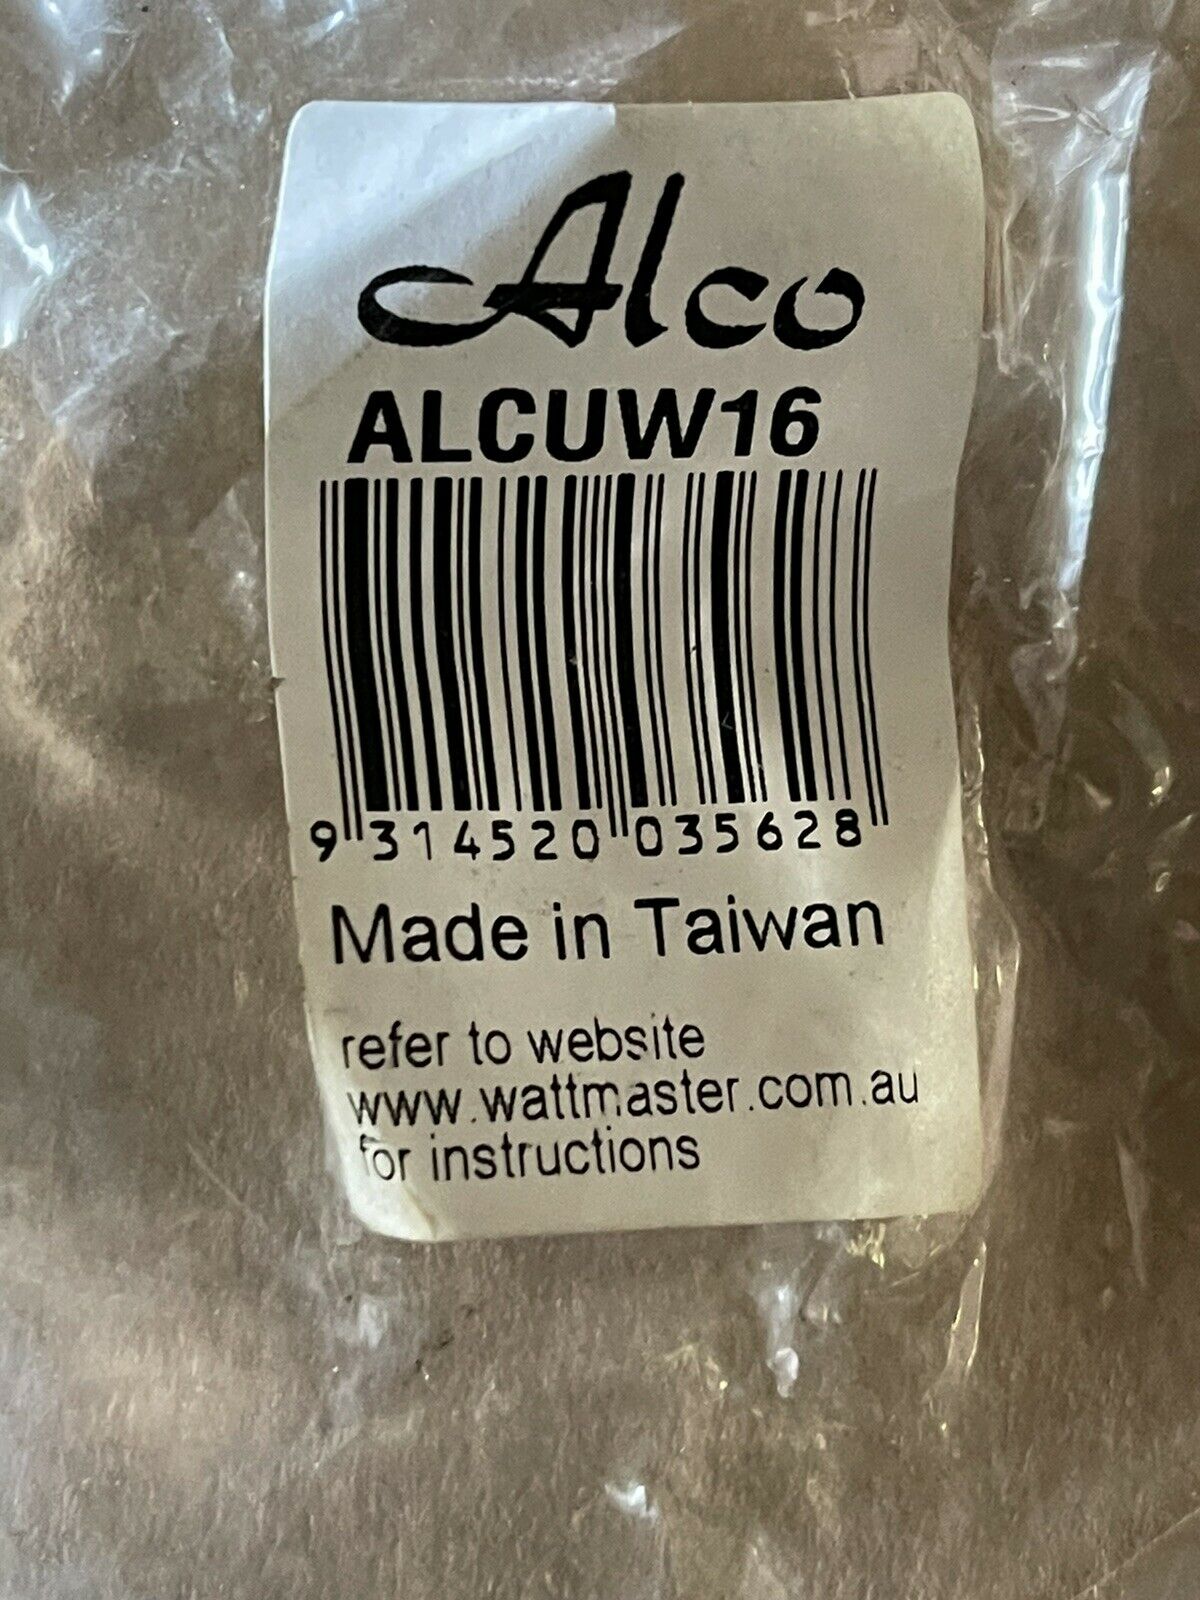 Alco
ALCUW16
9 314520 035628
Made in Taiwan
refer to website
www.wattmaster.com.au
for instructions